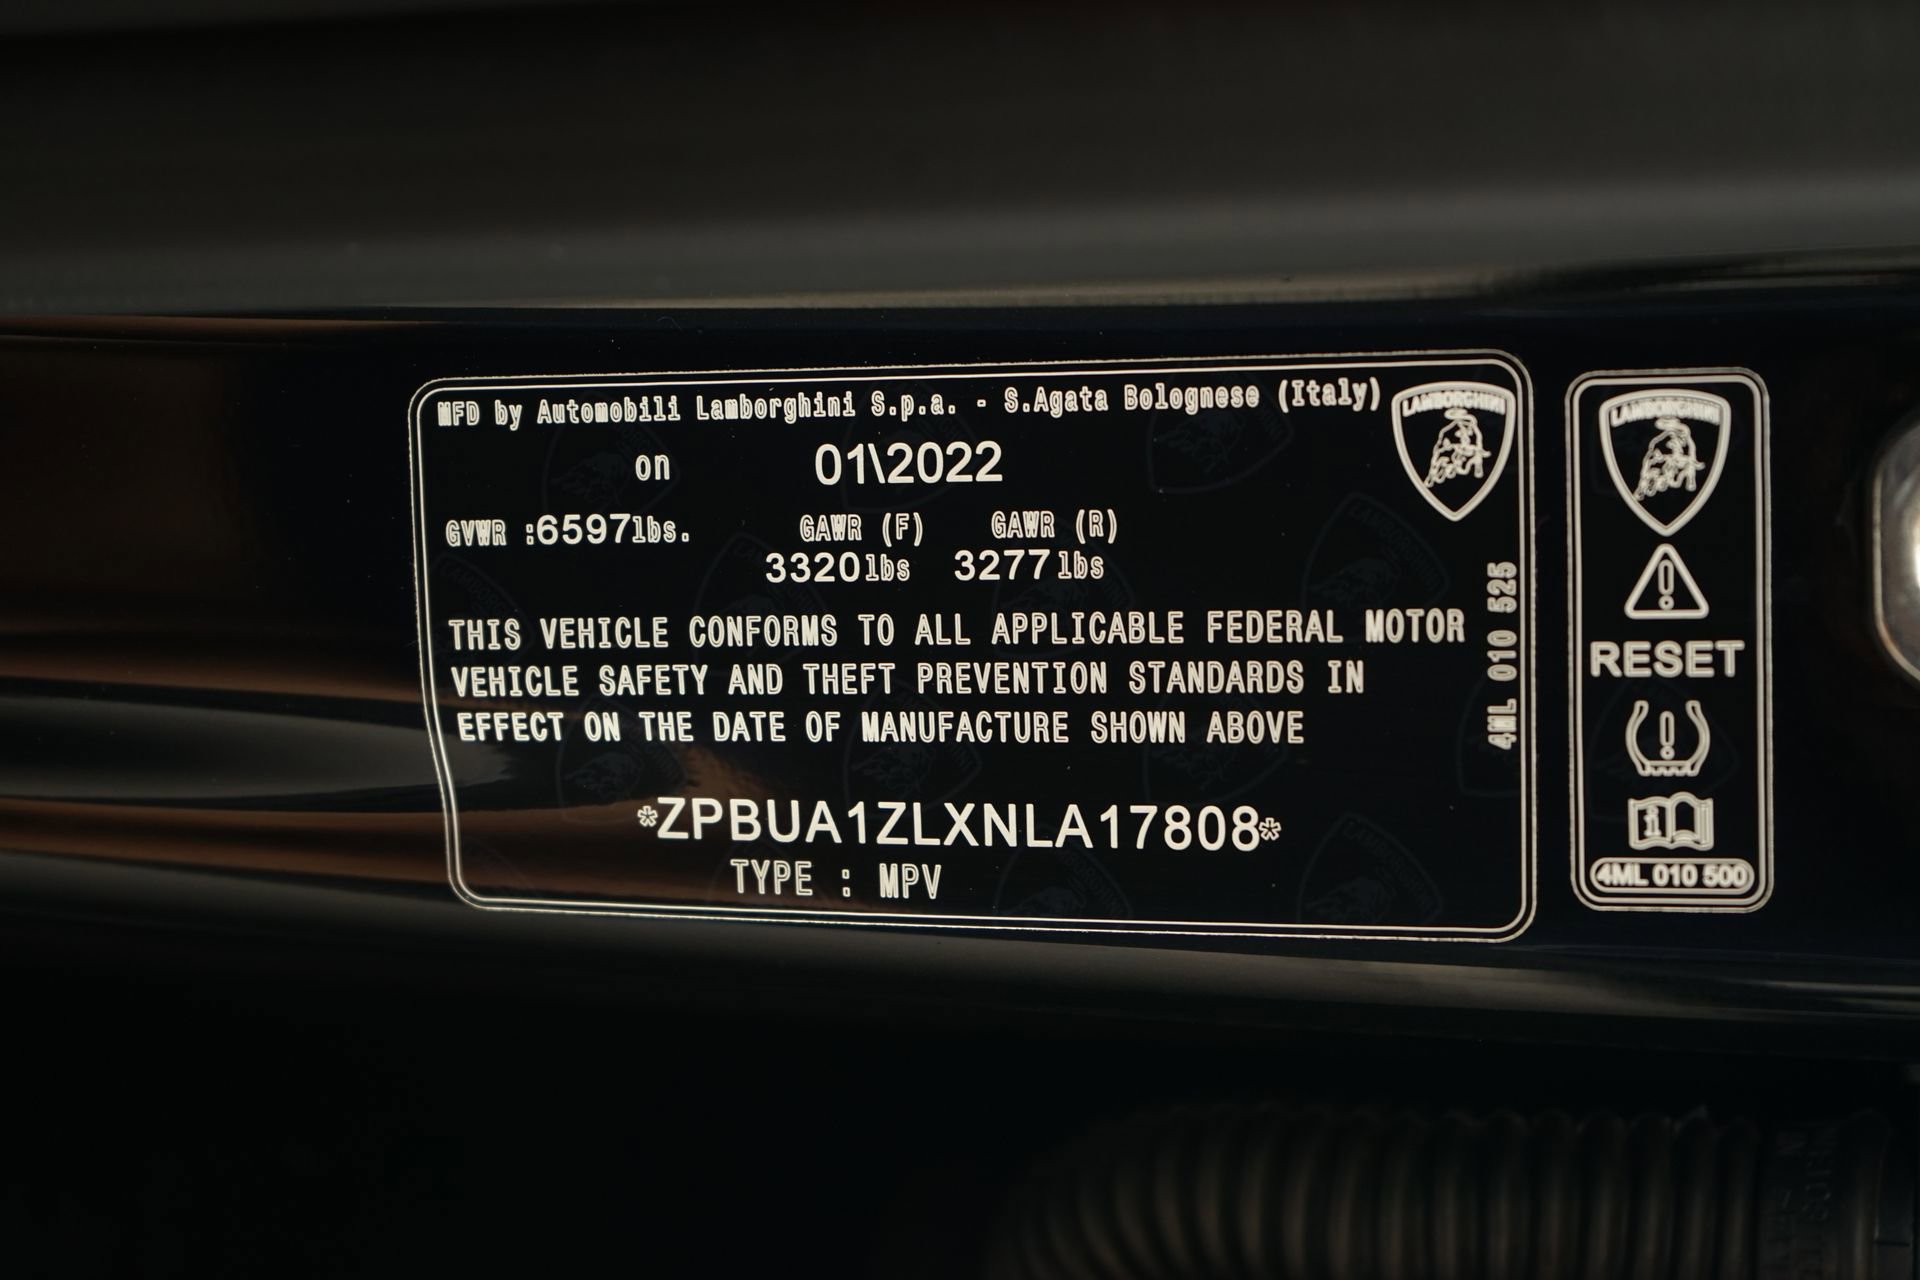 MFD by Automobili Lamborghini S.p.a. - S.Agata Bolognese (Italy)
on 01\2022
GVWR :6597lbs. GAWR (F) GAWR (R)
3320lbs 3277lbs
THIS VEHICLE CONFORMS TO ALL APPLICABLE FEDERAL MOTOR
VEHICLE SAFETY AND THEFT PREVENTION STANDARDS IN
EFFECT ON THE DATE OF MANUFACTURE SHOWN ABOVE
*ZPBUA1ZLXNLA17808*
TYPE : MPV
LAMBORGHINI
4ML 010 525
LAMBORGHINI
RESET
4ML 010 500